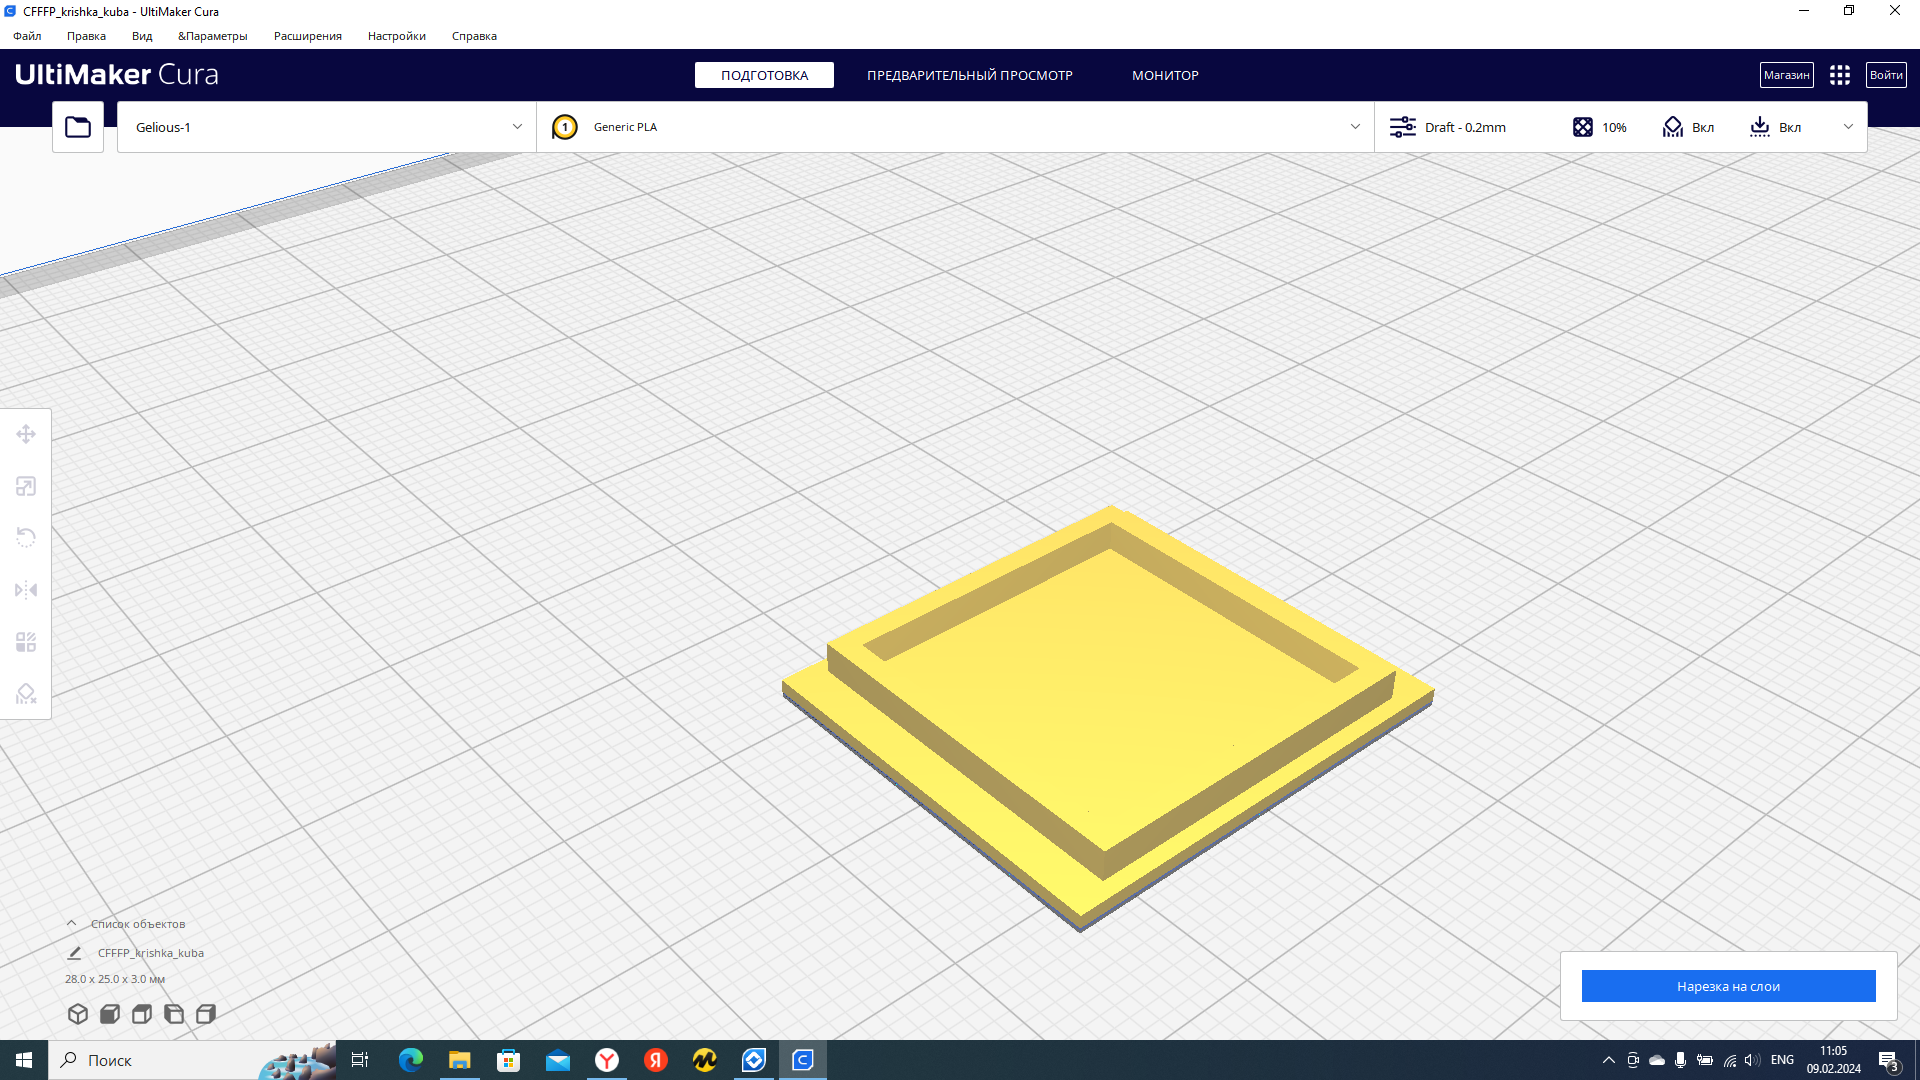 CFFFP_krishka_kuba - UltiMaker Cura
Файл Правка Вид &Параметры Расширения Настройки Справка
UltiMaker Cura
ПОДГОТОВКА ПРЕДВАРИТЕЛЬНЫЙ ПРОСМОТР МОНИТОР
Магазин Войти
Gelious-1 1 Generic PLA Draft - 0.2mm 10% Вкл Вкл
Список объектов
CFFFP_krishka_kuba
28.0 x 25.0 x 3.0 мм
Нарезка на слои
Поиск
ENG
11:05
09.02.2024
3